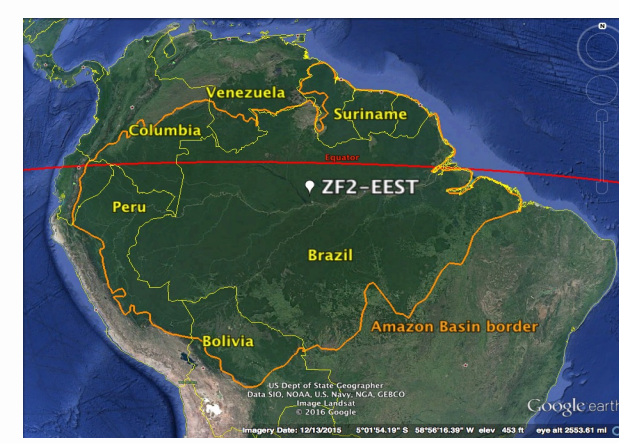 N
Venezuela
Suriname
Columbia
Equator
ZF2-EEST
Peru
Brazil
Amazon Basin border
Bolivia
US Dept of State Geographer
Data SIO, NOAA, U.S. Navy, NGA, GEBCO
Image Landsat
© 2016 Google
Google earth
Imagery Date: 12/13/2015 5°01'54.19" S 58°56'16.39" W elev 453 ft eye alt 2553.61 mi